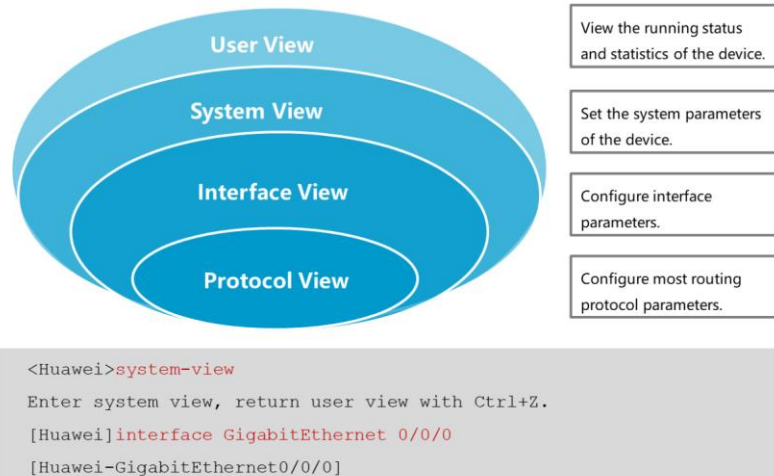 User View
View the running status
and statistics of the device.
System View
Set the system parameters
of the device.
Interface View
Configure interface
parameters.
Protocol View
Configure most routing
protocol parameters.
<Huawei>system-view
Enter system view, return user view with Ctrl+Z.
[Huawei]interface GigabitEthernet 0/0/0
[Huawei-GigabitEthernet0/0/0]